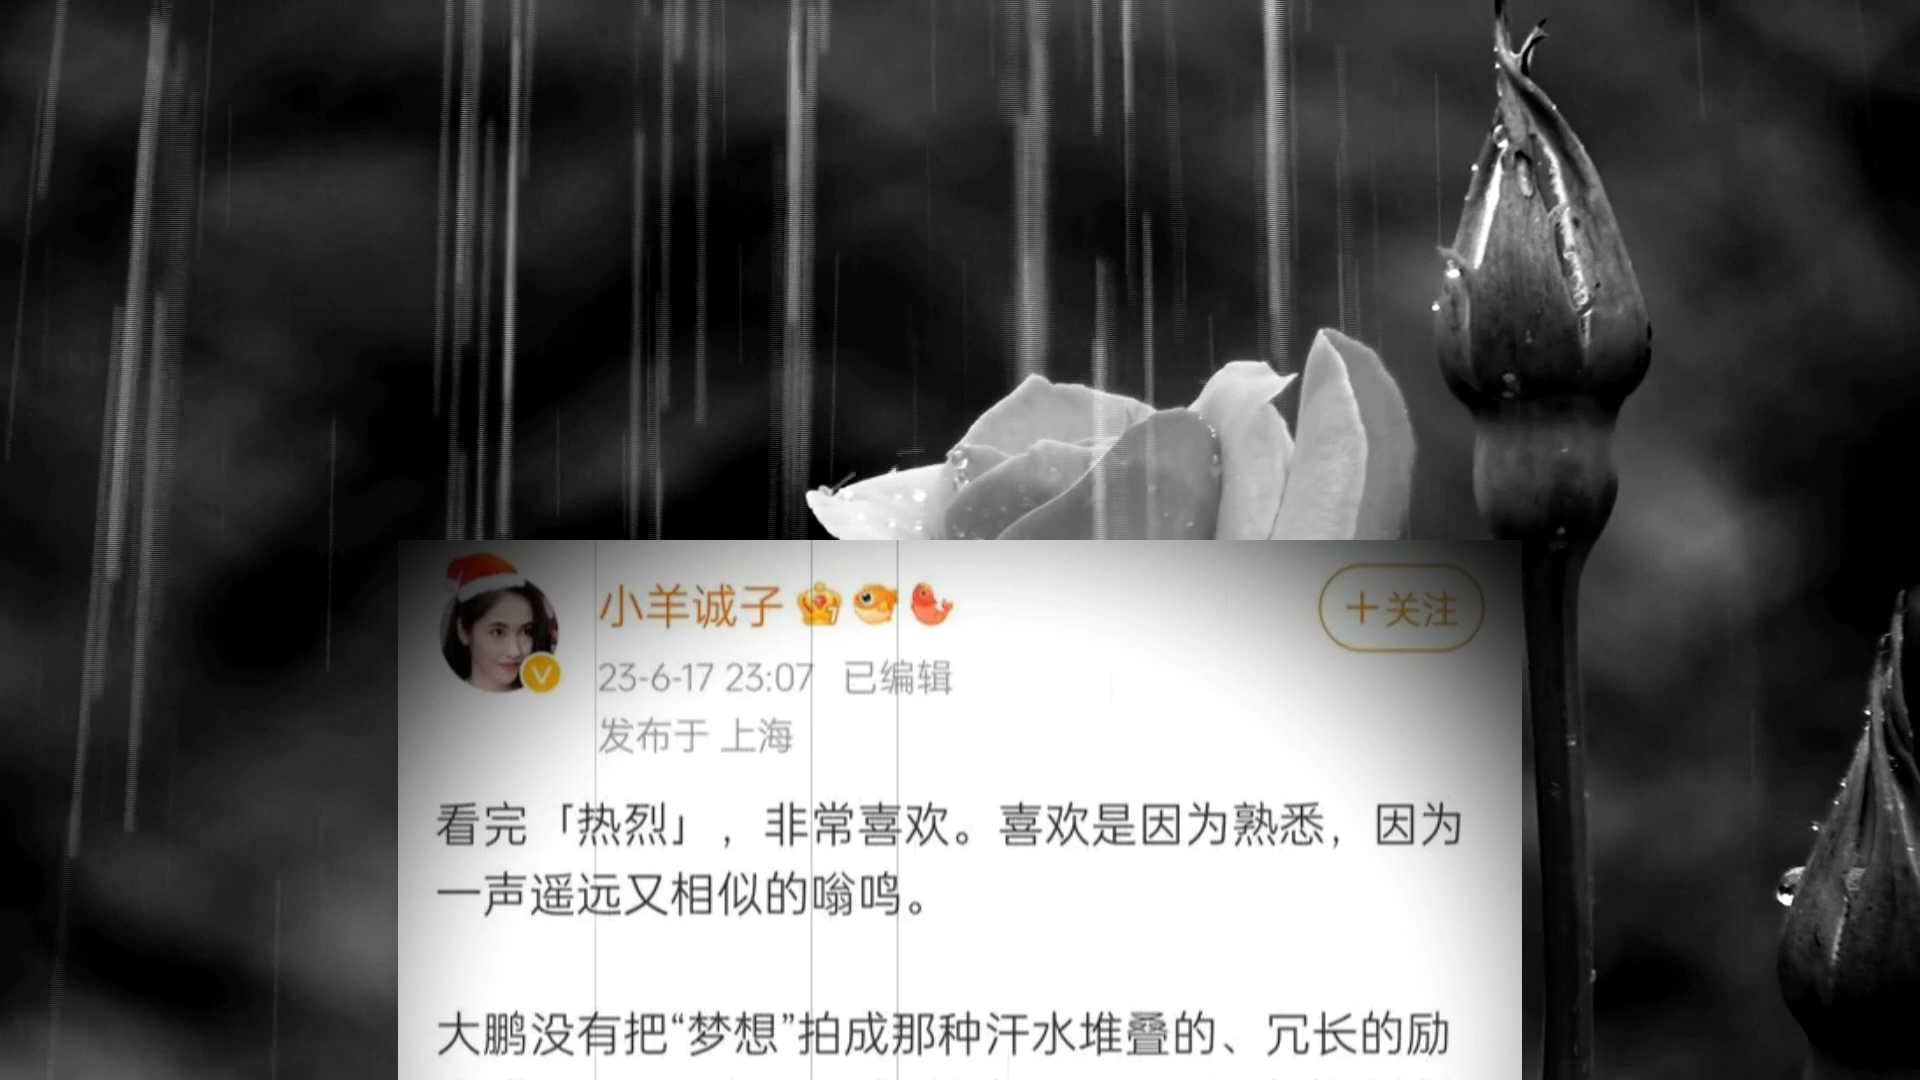 小羊诚子
+关注
23-6-17 23:07 已编辑
发布于 上海
看完「热烈」，非常喜欢。喜欢是因为熟悉，因为
一声遥远又相似的嗡鸣。
大鹏没有把“梦想”拍成那种汗水堆叠的、冗长的励